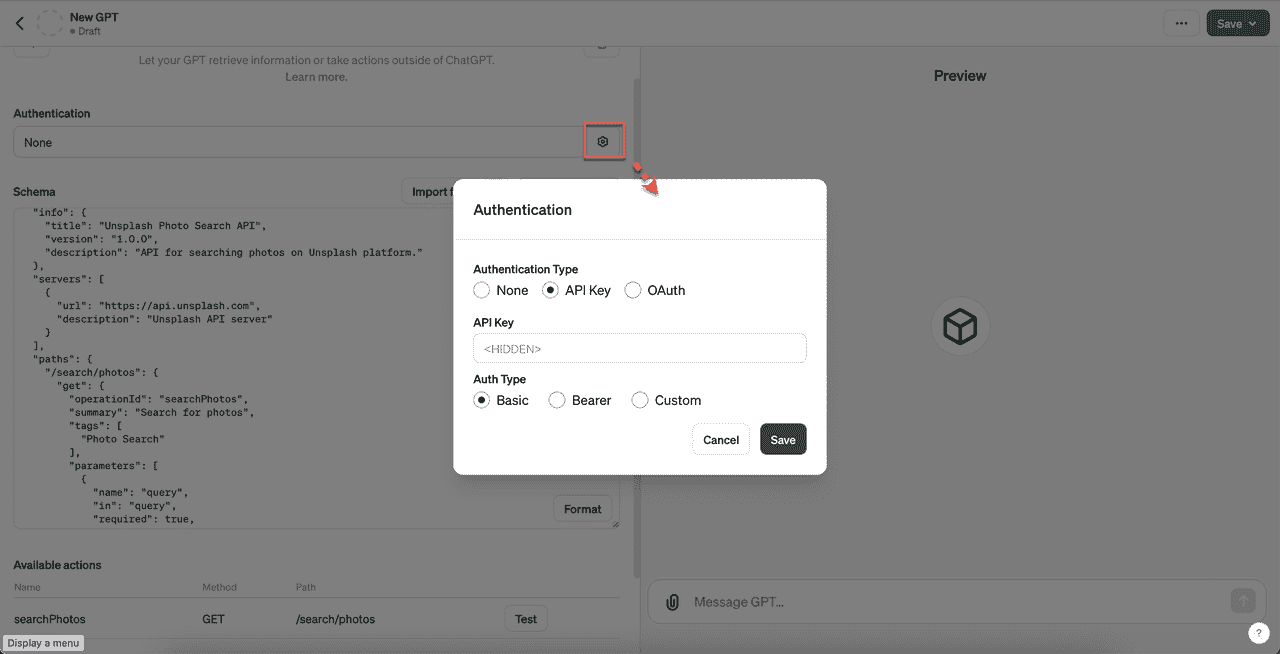 New GPT
Draft
Save
Let your GPT retrieve information or take actions outside of ChatGPT.
Learn more.
Authentication
None
Schema
Import f
"info": {
"title": "Unsplash Photo Search API",
"version": "1.0.0",
"description": "API for searching photos on Unsplash platform."
},
"servers": [
{
"url": "https://api.unsplash.com",
"description": "Unsplash API server"
}
],
"paths": {
"/search/photos": {
"get": {
"operationId": "searchPhotos",
"summary": "Search for photos",
"tags": [
"Photo Search"
],
"parameters": [
{
"name": "query",
"in": "query",
"required": true,
Format
Available actions
Name Method Path
searchPhotos GET /search/photos Test
Display a menu
Authentication
Authentication Type
None API Key OAuth
API Key
<HIDDEN>
Auth Type
Basic Bearer Custom
Cancel Save
Preview
Message GPT...
?